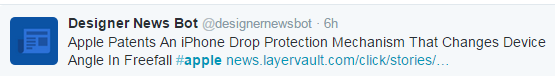 Designer News Bot @designernewsbot · 6h
Apple Patents An iPhone Drop Protection Mechanism That Changes Device
Angle In Freefall #apple news.layervault.com/click/stories/…